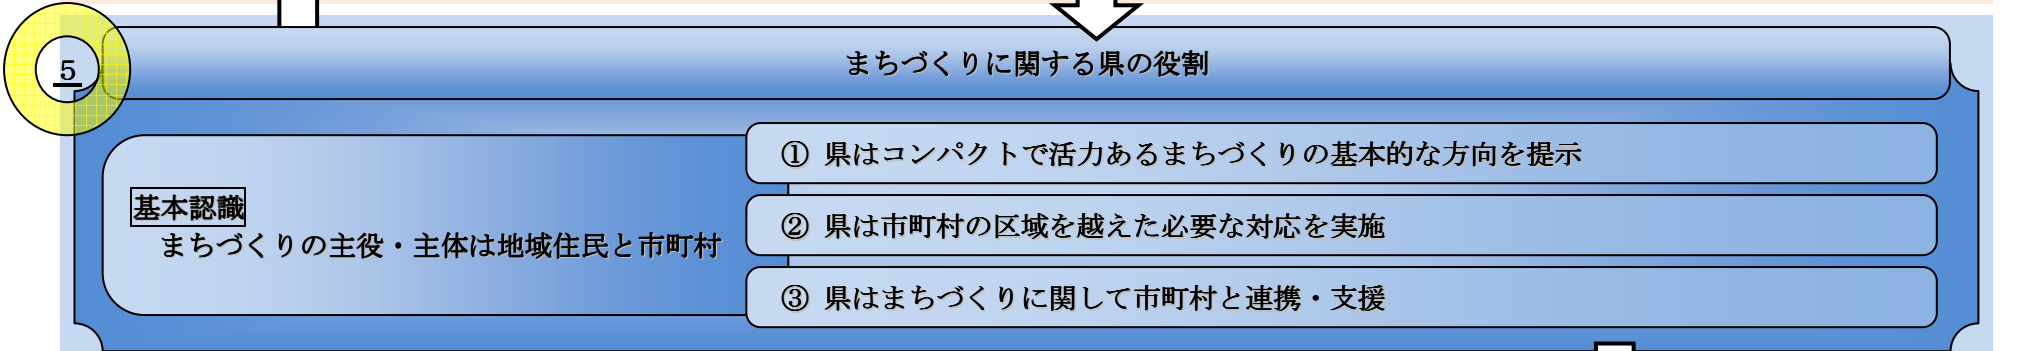 5
まちづくりに関する県の役割
基本認識
まちづくりの主役・主体は地域住民と市町村
① 県はコンパクトで活力あるまちづくりの基本的な方向を提示
② 県は市町村の区域を越えた必要な対応を実施
③ 県はまちづくりに関して市町村と連携・支援